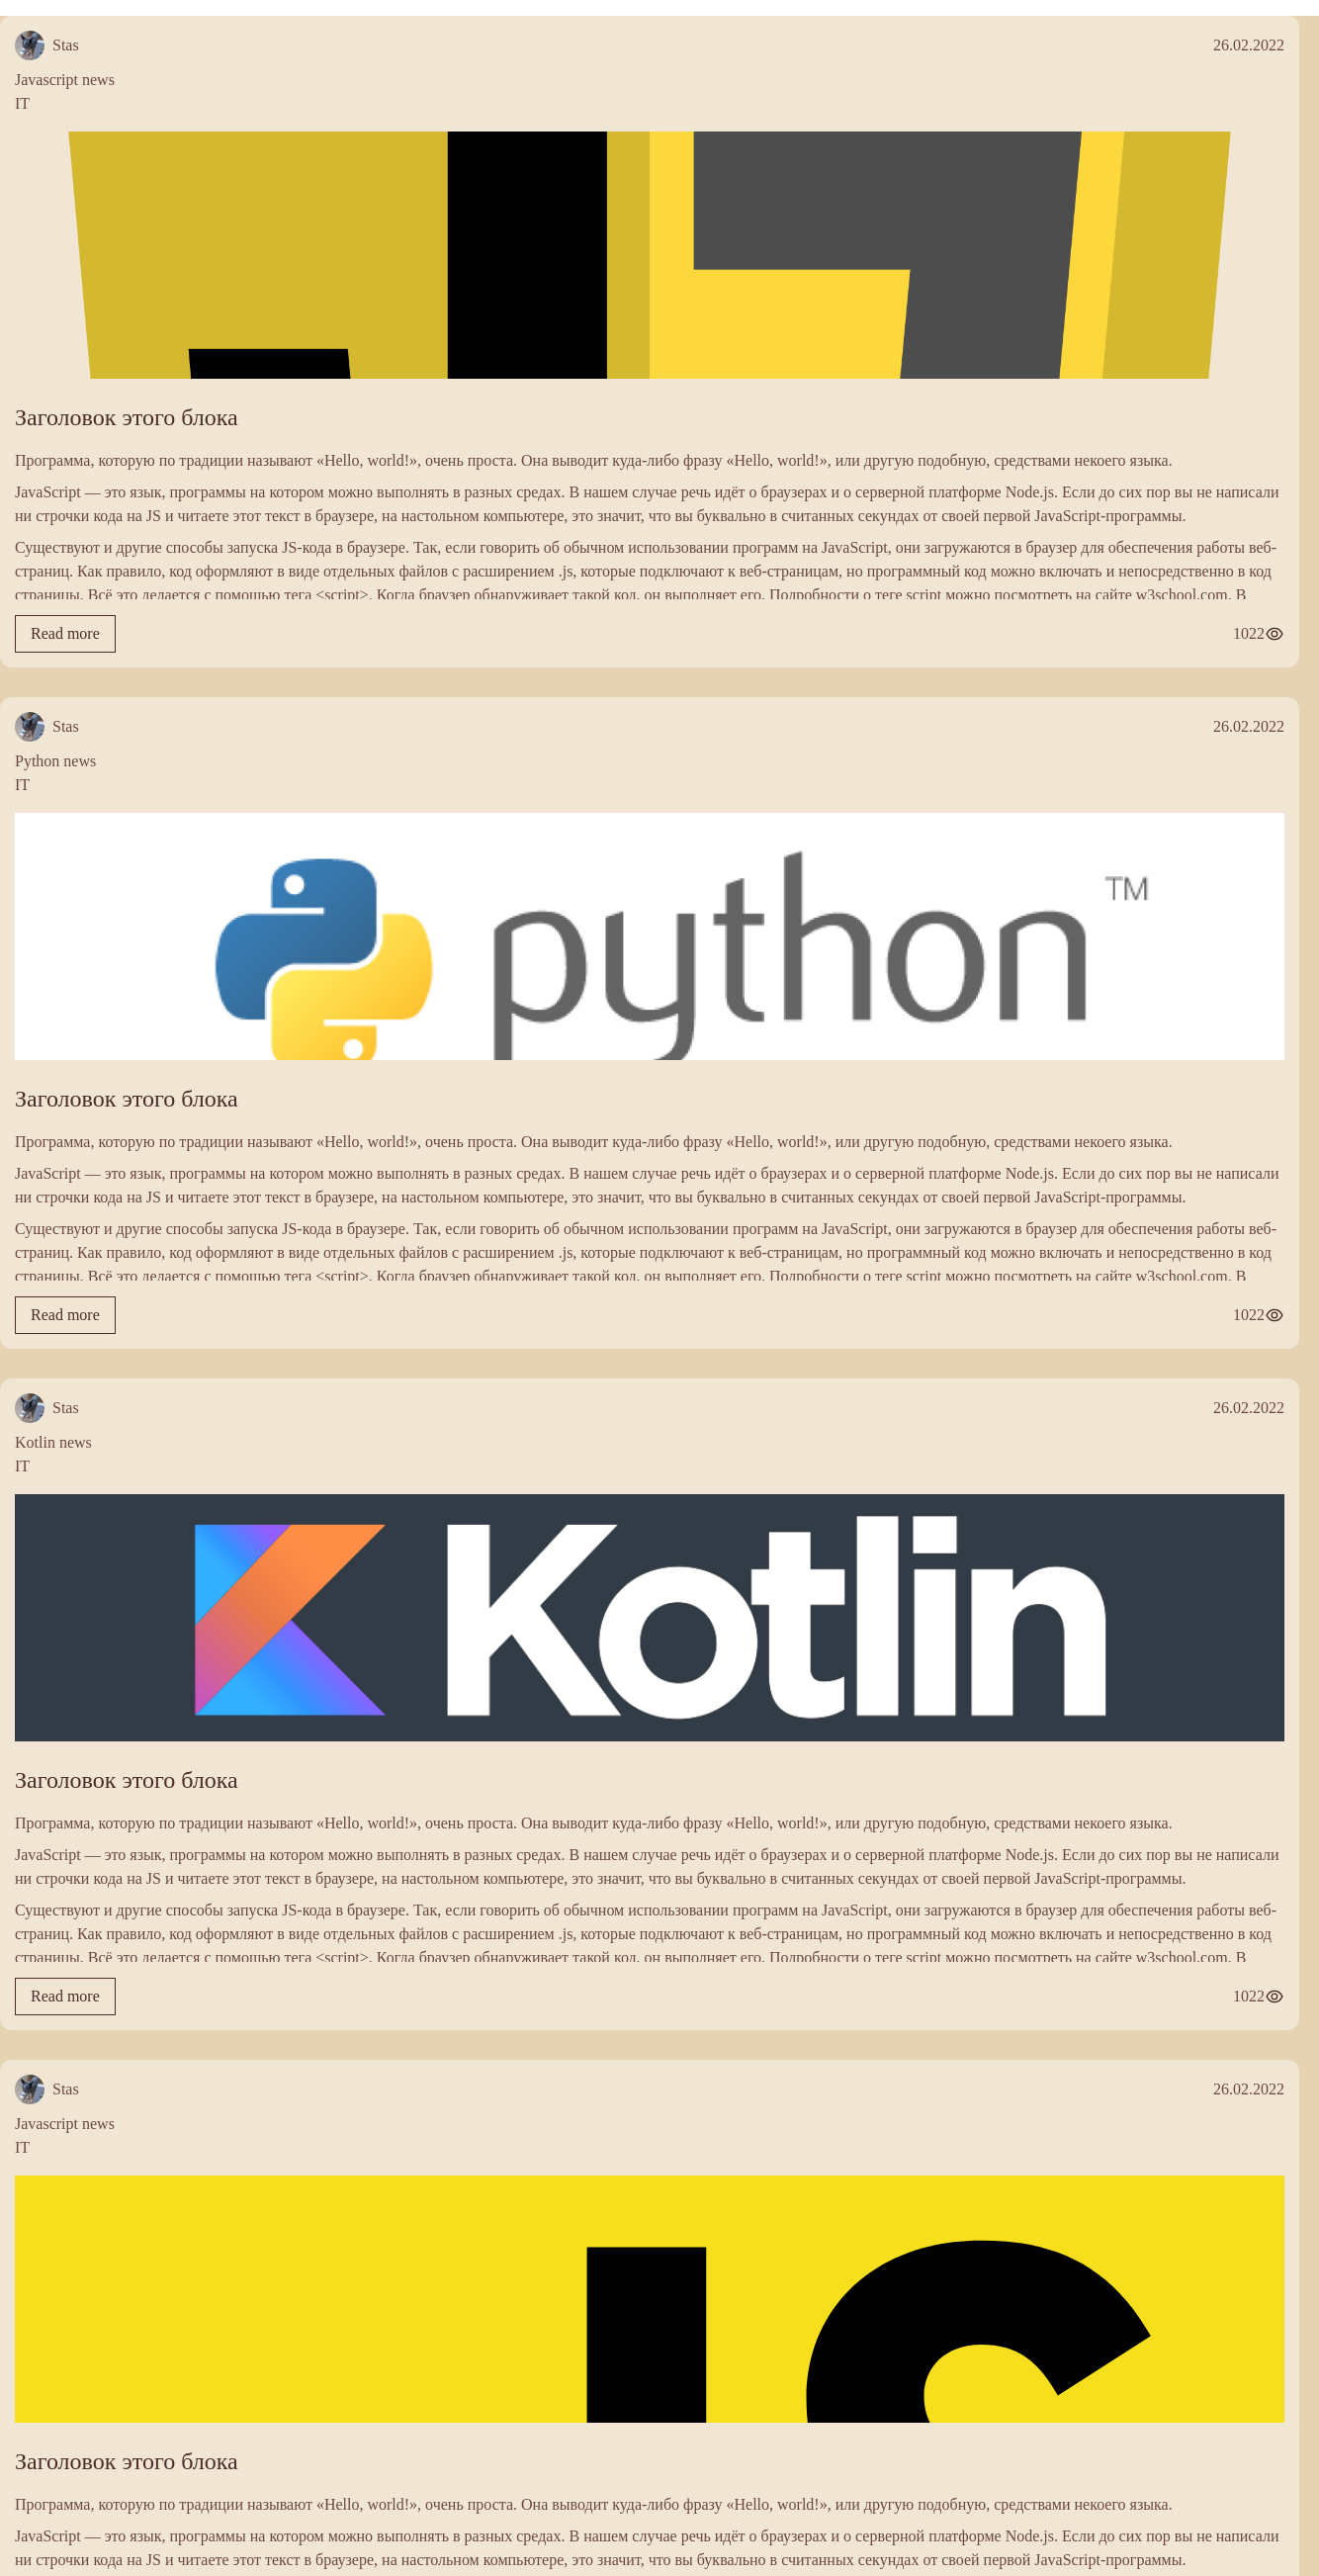 Stas
26.02.2022
Javascript news
IT
Заголовок этого блока
Программа, которую по традиции называют «Hello, world!», очень проста. Она выводит куда-либо фразу «Hello, world!», или другую подобную, средствами некоего языка.
JavaScript — это язык, программы на котором можно выполнять в разных средах. В нашем случае речь идёт о браузерах и о серверной платформе Node.js. Если до сих пор вы не написали
ни строчки кода на JS и читаете этот текст в браузере, на настольном компьютере, это значит, что вы буквально в считанных секундах от своей первой JavaScript-программы.
Существуют и другие способы запуска JS-кода в браузере. Так, если говорить об обычном использовании программ на JavaScript, они загружаются в браузер для обеспечения работы веб-
страниц. Как правило, код оформляют в виде отдельных файлов с расширением .js, которые подключают к веб-страницам, но программный код можно включать и непосредственно в код
страницы. Всё это делается с помощью тега <script>. Когда браузер обнаруживает такой код, он выполняет его. Подробности о теге script можно посмотреть на сайте w3school.com. В
Read more
1022
Stas
26.02.2022
Python news
IT
python™
Заголовок этого блока
Программа, которую по традиции называют «Hello, world!», очень проста. Она выводит куда-либо фразу «Hello, world!», или другую подобную, средствами некоего языка.
JavaScript — это язык, программы на котором можно выполнять в разных средах. В нашем случае речь идёт о браузерах и о серверной платформе Node.js. Если до сих пор вы не написали
ни строчки кода на JS и читаете этот текст в браузере, на настольном компьютере, это значит, что вы буквально в считанных секундах от своей первой JavaScript-программы.
Существуют и другие способы запуска JS-кода в браузере. Так, если говорить об обычном использовании программ на JavaScript, они загружаются в браузер для обеспечения работы веб-
страниц. Как правило, код оформляют в виде отдельных файлов с расширением .js, которые подключают к веб-страницам, но программный код можно включать и непосредственно в код
страницы. Всё это делается с помощью тега <script>. Когда браузер обнаруживает такой код, он выполняет его. Подробности о теге script можно посмотреть на сайте w3school.com. В
Read more
1022
Stas
26.02.2022
Kotlin news
IT
Kotlin
Заголовок этого блока
Программа, которую по традиции называют «Hello, world!», очень проста. Она выводит куда-либо фразу «Hello, world!», или другую подобную, средствами некоего языка.
JavaScript — это язык, программы на котором можно выполнять в разных средах. В нашем случае речь идёт о браузерах и о серверной платформе Node.js. Если до сих пор вы не написали
ни строчки кода на JS и читаете этот текст в браузере, на настольном компьютере, это значит, что вы буквально в считанных секундах от своей первой JavaScript-программы.
Существуют и другие способы запуска JS-кода в браузере. Так, если говорить об обычном использовании программ на JavaScript, они загружаются в браузер для обеспечения работы веб-
страниц. Как правило, код оформляют в виде отдельных файлов с расширением .js, которые подключают к веб-страницам, но программный код можно включать и непосредственно в код
страницы. Всё это делается с помощью тега <script>. Когда браузер обнаруживает такой код, он выполняет его. Подробности о теге script можно посмотреть на сайте w3school.com. В
Read more
1022
Stas
26.02.2022
Javascript news
IT
JS
Заголовок этого блока
Программа, которую по традиции называют «Hello, world!», очень проста. Она выводит куда-либо фразу «Hello, world!», или другую подобную, средствами некоего языка.
JavaScript — это язык, программы на котором можно выполнять в разных средах. В нашем случае речь идёт о браузерах и о серверной платформе Node.js. Если до сих пор вы не написали
ни строчки кода на JS и читаете этот текст в браузере, на настольном компьютере, это значит, что вы буквально в считанных секундах от своей первой JavaScript-программы.